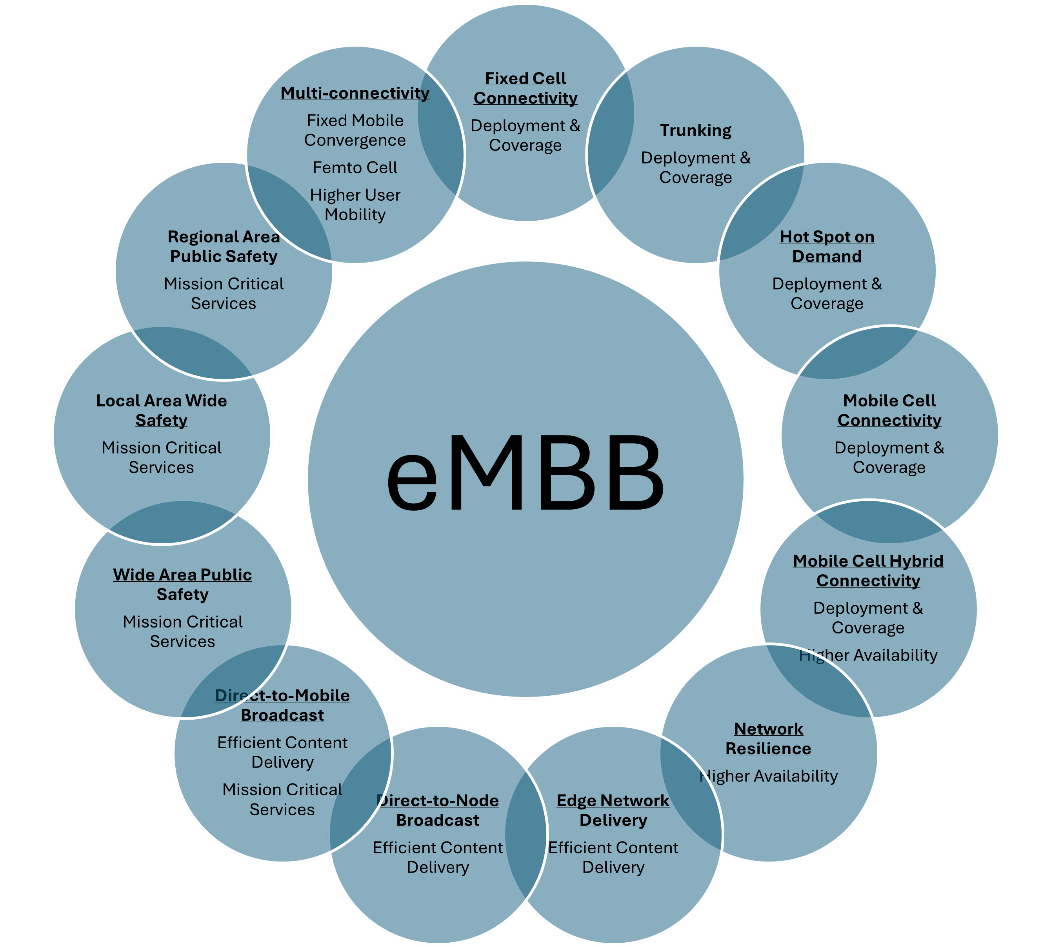 Fixed Cell
Connectivity
Deployment &
Coverage
Trunking
Deployment &
Coverage
Hot Spot on
Demand
Deployment &
Coverage
Mobile Cell
Connectivity
Deployment &
Coverage
Mobile Cell Hybrid
Connectivity
Deployment &
Coverage
Higher Availability
Network
Resilience
Higher Availability
Edge Network
Delivery
Efficient Content
Delivery
Direct-to-Node
Broadcast
Efficient Content
Delivery
Direct-to-Mobile
Broadcast
Efficient Content
Delivery
Mission Critical
Services
Wide Area Public
Safety
Mission Critical
Services
Local Area Wide
Safety
Mission Critical
Services
Regional Area
Public Safety
Mission Critical
Services
Multi-connectivity
Fixed Mobile
Convergence
Femto Cell
Higher User
Mobility
eMBB